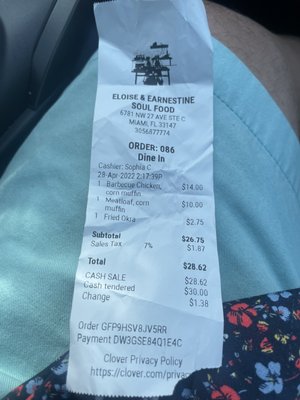 ELOISE & EARNESTINE
SOUL FOOD
6781 NW 27 AVE STE C
MIAMI, FL 33147
3056877774
ORDER: 086
Dine In
Cashier: Sophia C
28-Apr-2022 2:17:39P
1 Barbecue Chicken, $14.00
corn muffin
1 Meatloaf, corn $10.00
muffin
1 Fried Okra $2.75
Subtotal $26.75
Sales Tax 7% $1.87
Total $28.62
CASH SALE $28.62
Cash tendered $30.00
Change $1.38
Order GFP9HSV8JV5RR
Payment DW3GSE84Q1E4C
Clover Privacy Policy
https://clover.com/privac